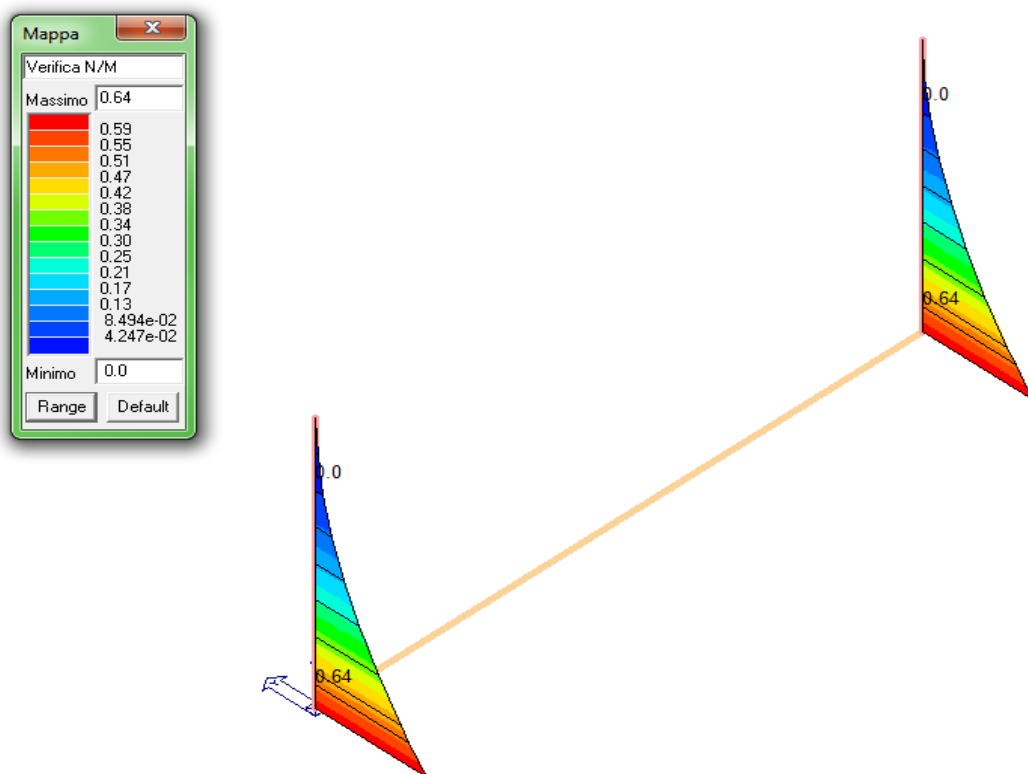 Mappa
Verifica N/M
Massimo 0.64
0.59
0.55
0.51
0.47
0.42
0.38
0.34
0.30
0.25
0.21
0.17
0.13
8.494e-02
4.247e-02
Minimo 0.0
Range Default
0.0
0.64
0.0
0.64